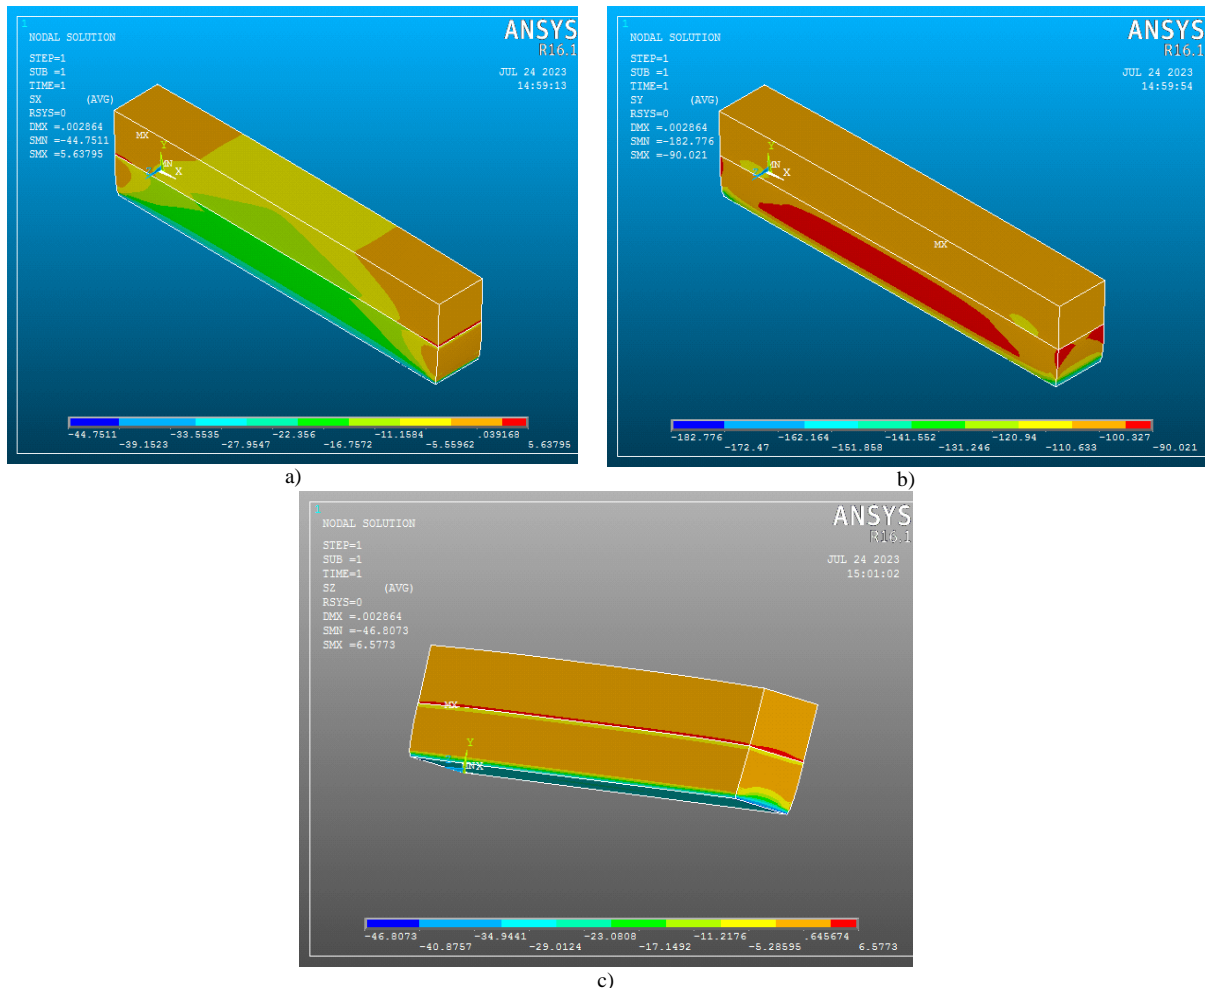 1
ANSYS
R16.1
NODAL SOLUTION
STEP=1
SUB =1
TIME=1
SX (AVG)
RSYS=0
DMX =.002864
SMN =-44.7511
SMX =5.63795
JUL 24 2023
14:59:13
MX
Y
MN
X
-44.7511 -33.5535 -22.356 -11.1584 .039168
-39.1523 -27.9547 -16.7572 -5.55962 5.63795
a)
1
ANSYS
R16.1
NODAL SOLUTION
STEP=1
SUB =1
TIME=1
SY (AVG)
RSYS=0
DMX =.002864
SMN =-182.776
SMX =-90.021
JUL 24 2023
14:59:54
Y
MN
X
MX
-182.776 -162.164 -141.552 -120.94 -100.327
-172.47 -151.858 -131.246 -110.633 -90.021
b)
1
ANSYS
R16.1
NODAL SOLUTION
STEP=1
SUB =1
TIME=1
SZ (AVG)
RSYS=0
DMX =.002864
SMN =-46.8073
SMX =6.5773
JUL 24 2023
15:01:02
MX
Y
MNX
-46.8073 -34.9441 -23.0808 -11.2176 .645674
-40.8757 -29.0124 -17.1492 -5.28595 6.5773
c)